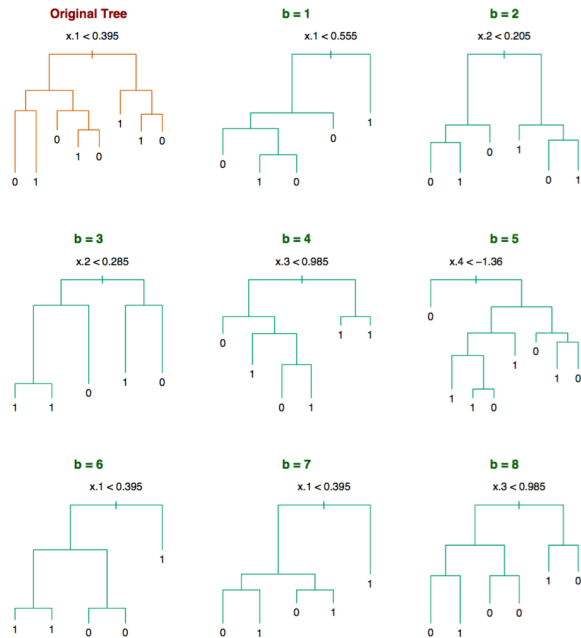 Original Tree b = 1 b = 2
x.1 < 0.395 x.1 < 0.555 x.2 < 0.205
1
0 1 0 0 1
1 0 1 0
0
0 1 0 1
0 1 0 1 0 0 1
b = 3 b = 4 b = 5
x.2 < 0.285 x.3 < 0.985 x.4 < −1.36
0
0 1 1
0
1 1
1 0 1 0
0
1 1 0 1 1 1 0
b = 6 b = 7 b = 8
x.1 < 0.395 x.1 < 0.395 x.3 < 0.985
1
1 1 0
0 1
0 0
1 1 0 0 0 1 0 1